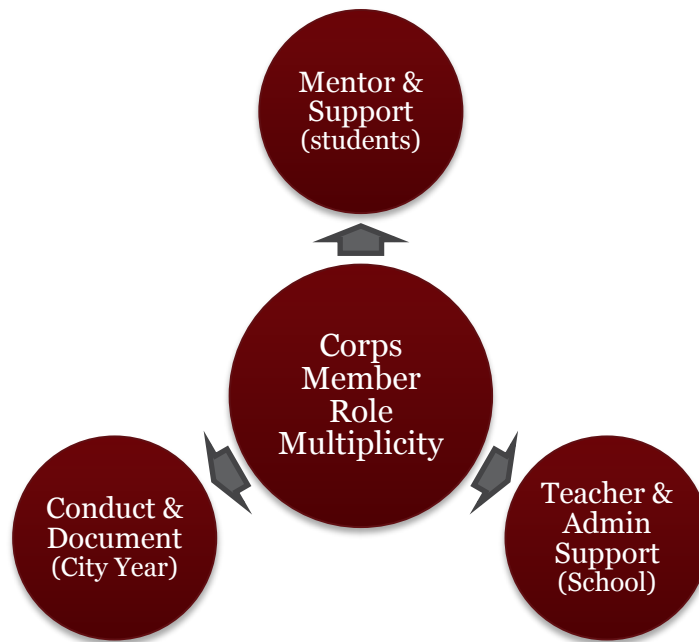 Mentor &
Support
(students)
Corps
Member
Role
Multiplicity
Conduct &
Document
(City Year)
Teacher &
Admin
Support
(School)